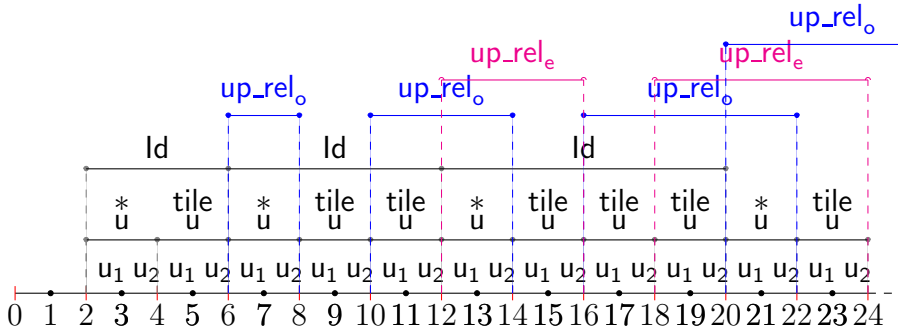 up_rel_o
up_rel_e up_rel_e
up_rel_o up_rel_o up_rel_o
ld ld ld
* tile * tile tile * tile tile tile * tile
u u u u u u u u u u u
u₁ u₂ u₁ u₂ u₁ u₂ u₁ u₂ u₁ u₂ u₁ u₂ u₁ u₂ u₁ u₂ u₁ u₂ u₁ u₂ u₁ u₂
0 1 2 3 4 5 6 7 8 9 10 11 12 13 14 15 16 17 18 19 20 21 22 23 24